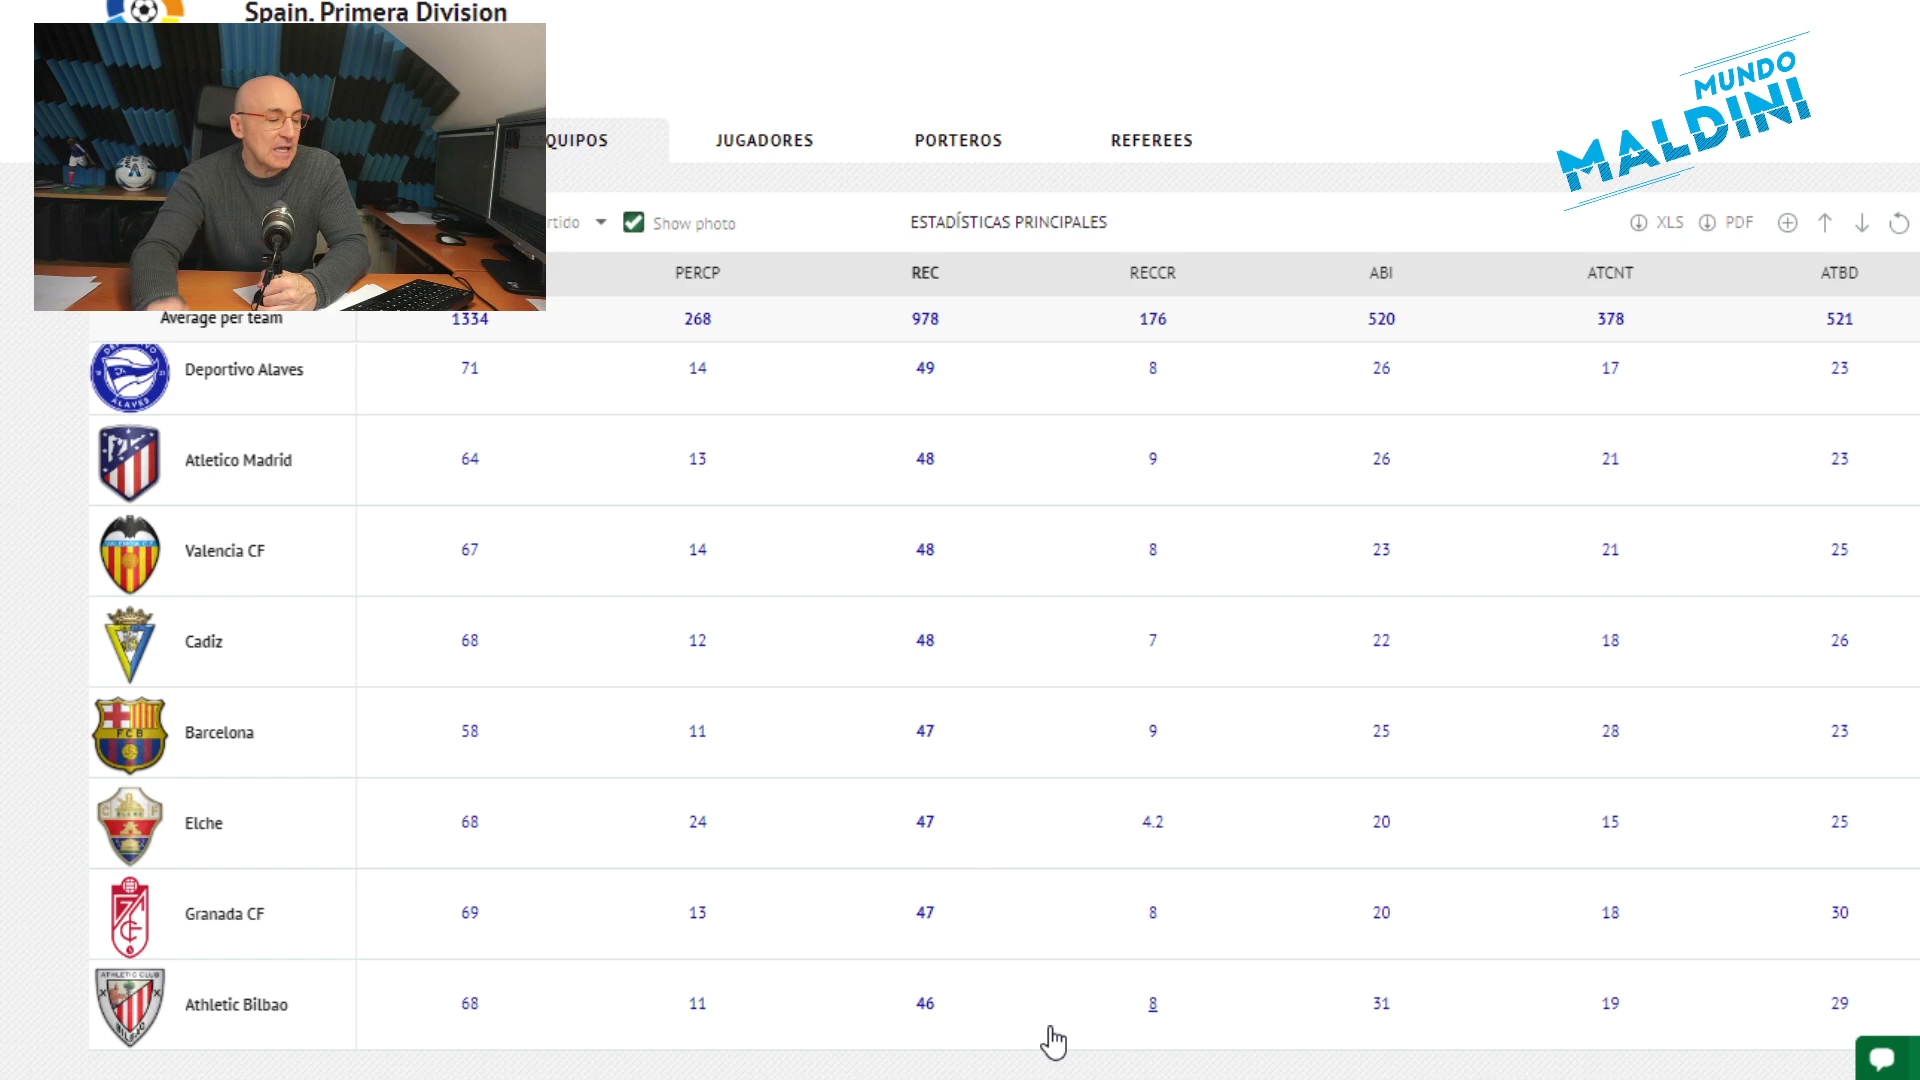 Spain, Primera Division
MUNDO
MALDINI
QUIPOS JUGADORES PORTEROS REFEREES
rtido Show photo ESTADÍSTICAS PRINCIPALES XLS PDF
PERCP REC RECCR ABI ATCNT ATBD
Average per team 1334 268 978 176 520 378 521
Deportivo Alaves 71 14 49 8 26 17 23
Atletico Madrid 64 13 48 9 26 21 23
Valencia CF 67 14 48 8 23 21 25
Cadiz 68 12 48 7 22 18 26
Barcelona 58 11 47 9 25 28 23
FCB
Elche 68 24 47 4.2 20 15 25
Granada CF 69 13 47 8 20 18 30
ATHLETIC CLUB
Athletic Bilbao 68 11 46 8 31 19 29
BILBAO